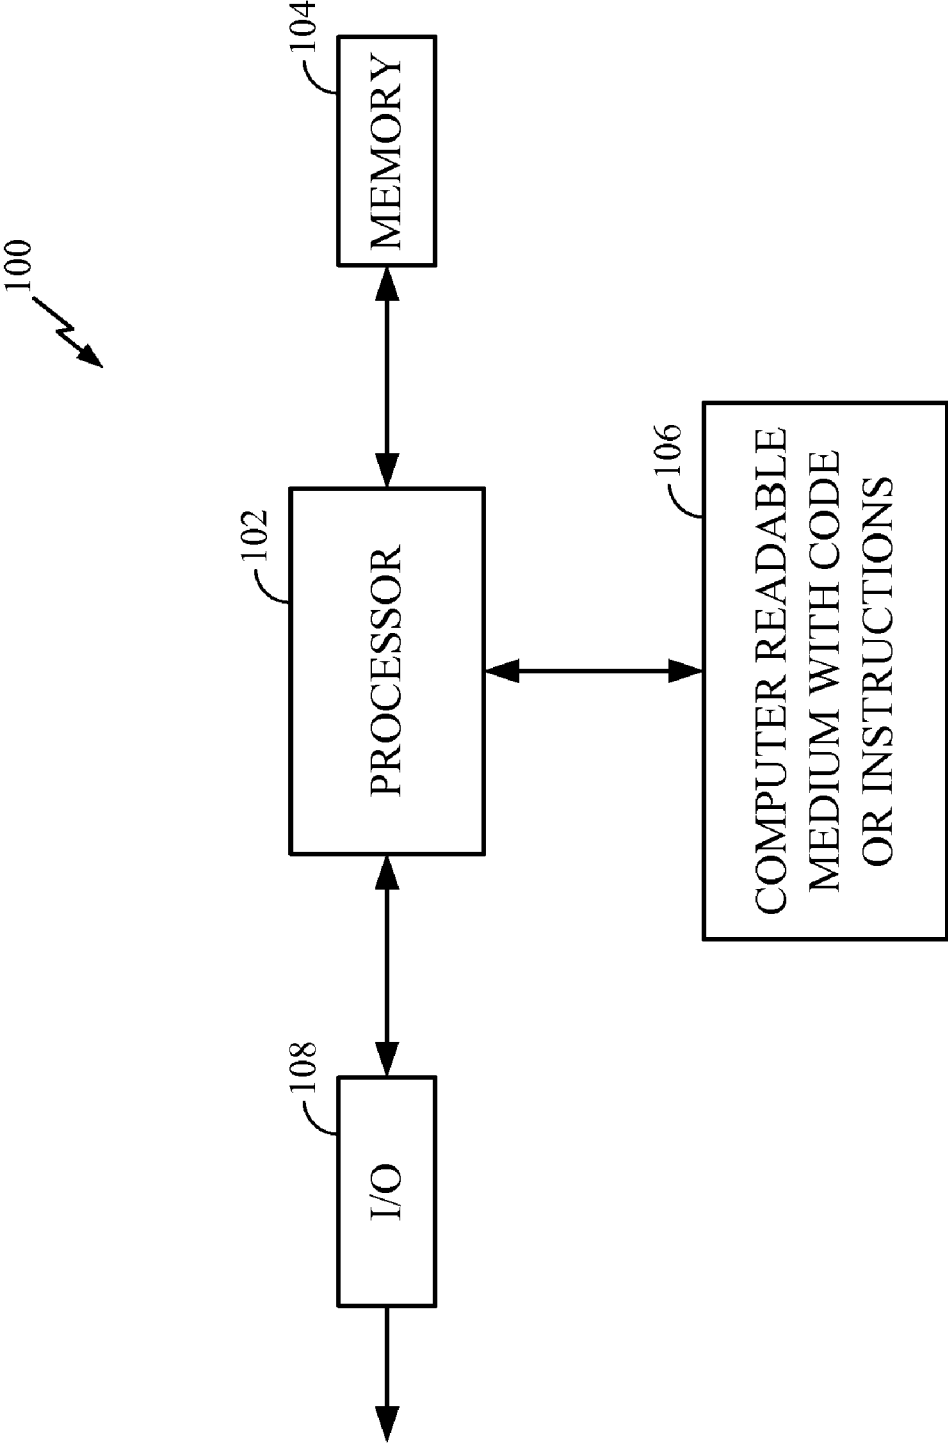 100
108
I/O
102
PROCESSOR
104
MEMORY
106
COMPUTER READABLE
MEDIUM WITH CODE
OR INSTRUCTIONS